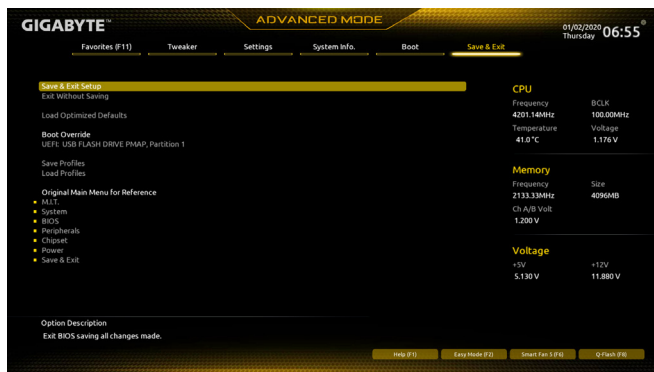 GIGABYTE™
ADVANCED MODE
01/02/2020
Thursday
06:55
Favorites (F11) Tweaker Settings System Info. Boot Save & Exit
Save & Exit Setup
Exit Without Saving
Load Optimized Defaults
Boot Override
UEFI: USB FLASH DRIVE PMAP, Partition 1
Save Profiles
Load Profiles
Original Main Menu for Reference
M.I.T.
System
BIOS
Peripherals
Chipset
Power
Save & Exit
CPU
Frequency BCLK
4201.14MHz 100.00MHz
Temperature Voltage
41.0 °C 1.176 V
Memory
Frequency Size
2133.33MHz 4096MB
Ch A/B Volt
1.200 V
Voltage
+5V +12V
5.130 V 11.880 V
Option Description
Exit BIOS saving all changes made.
Help (F1) Easy Mode (F2) Smart Fan 5 (F6) Q-Flash (F8)